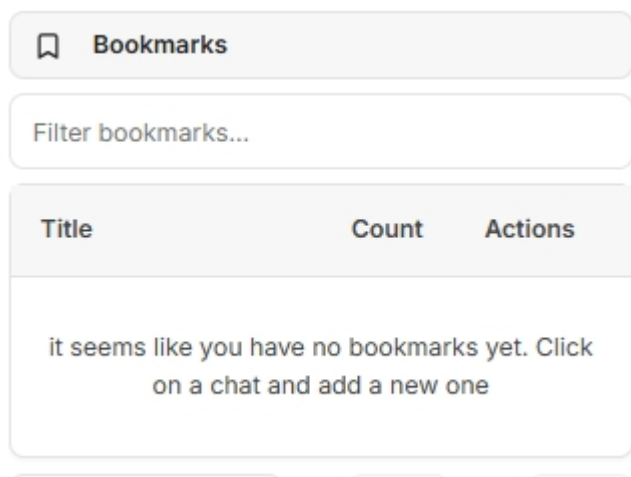 Bookmarks
Filter bookmarks...
Title Count Actions
it seems like you have no bookmarks yet. Click
on a chat and add a new one